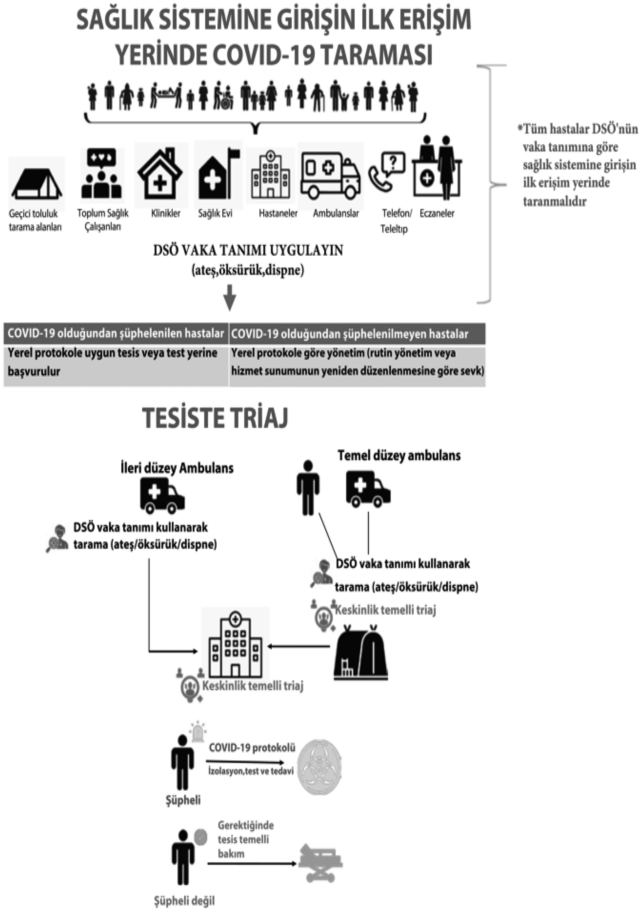 SAĞLIK SİSTEMİNE GİRİŞİN İLK ERİŞİM
YERİNDE COVID-19 TARAMASI
*Tüm hastalar DSÖ'nün
vaka tanımına göre
sağlık sistemine girişin
ilk erişim yerinde
taranmalıdır
Geçici toluluk
tarama alanları
Toplum Sağlık
Çalışanları
Klinikler
Sağlık Evi
Hastaneler
Ambulanslar
Telefon/
Teleltıp
Eczaneler
DSÖ VAKA TANIMI UYGULAYIN
(ateş,öksürük,dispne)
COVID-19 olduğundan şüphelenilen hastalar
COVID-19 olduğundan şüphelenilmeyen hastalar
Yerel protokole uygun tesis veya test yerine
başvurulur
Yerel protokole göre yönetim (rutin yönetim veya
hizmet sunumunun yeniden düzenlenmesine göre sevk)
TESİSTE TRİAJ
İleri düzey Ambulans
Temel düzey ambulans
DSÖ vaka tanımı kullanarak
tarama (ateş/öksürük/dispne)
DSÖ vaka tanımı kullanarak
tarama (ateş/öksürük/dispne)
Keskinlik temelli triaj
Keskinlik temelli triaj
COVID-19 protokolü
İzolasyon,test ve tedavi
Şüpheli
Gerektiğinde
tesis temelli
bakım
Şüpheli değil